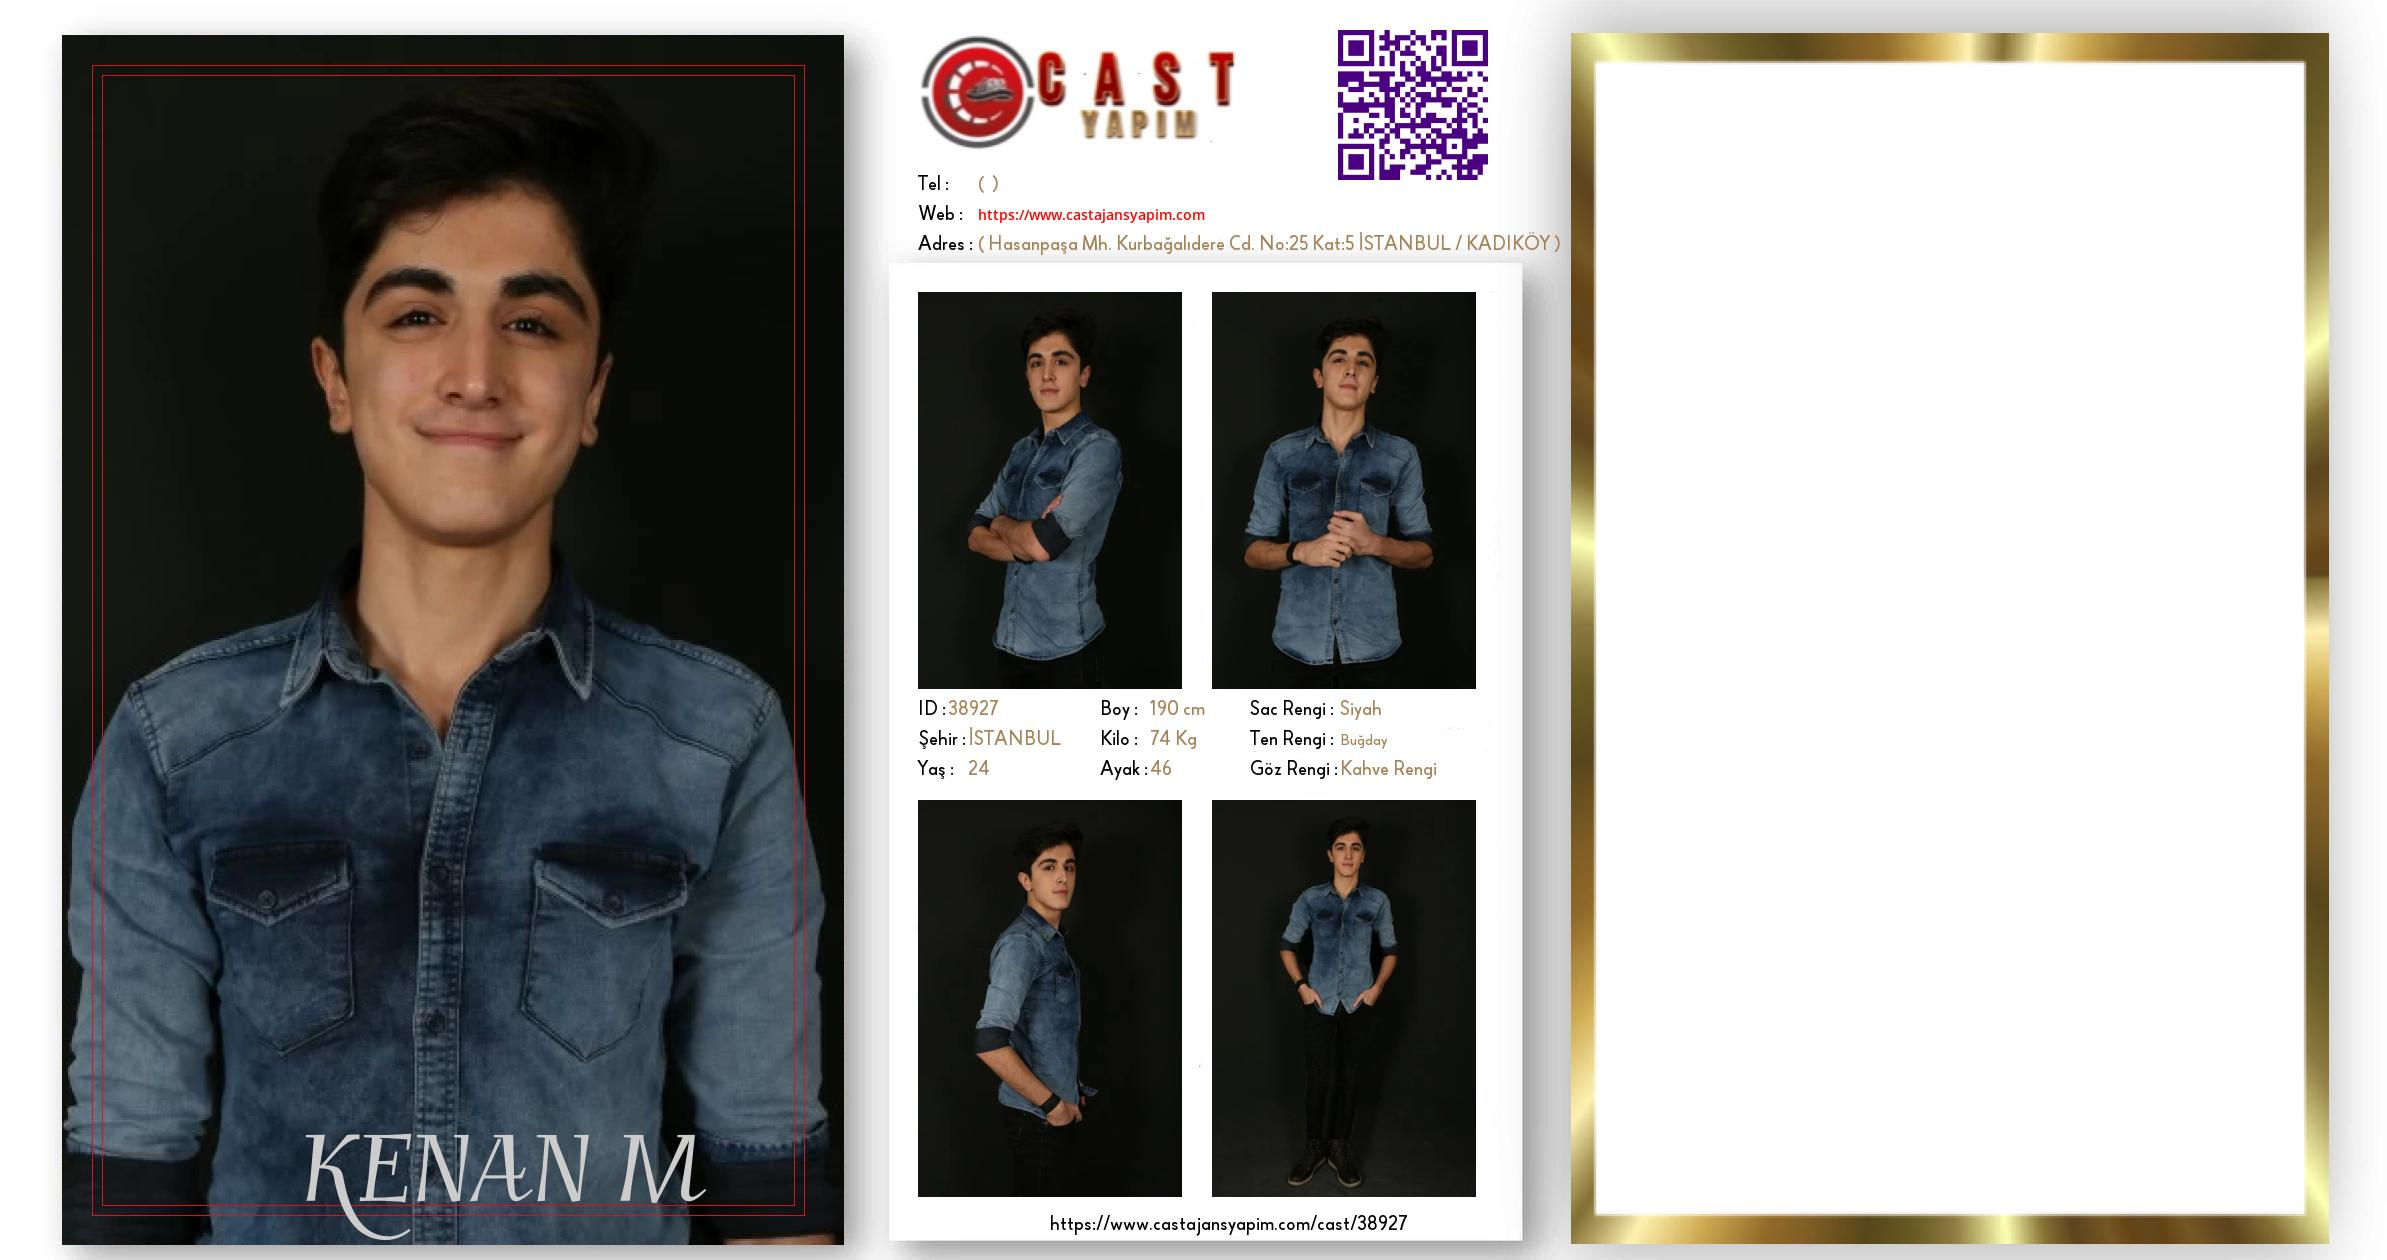 KENAN M
CAST
YAPIM
Tel : ( )
Web : https://www.castajansyapim.com
Adres : ( Hasanpaşa Mh. Kurbağalıdere Cd. No:25 Kat:5 İSTANBUL / KADIKÖY )
ID : 38927 Boy : 190 cm Sac Rengi : Siyah
Şehir : İSTANBUL Kilo : 74 Kg Ten Rengi : Buğday
Yaş : 24 Ayak : 46 Göz Rengi : Kahve Rengi
https://www.castajansyapim.com/cast/38927